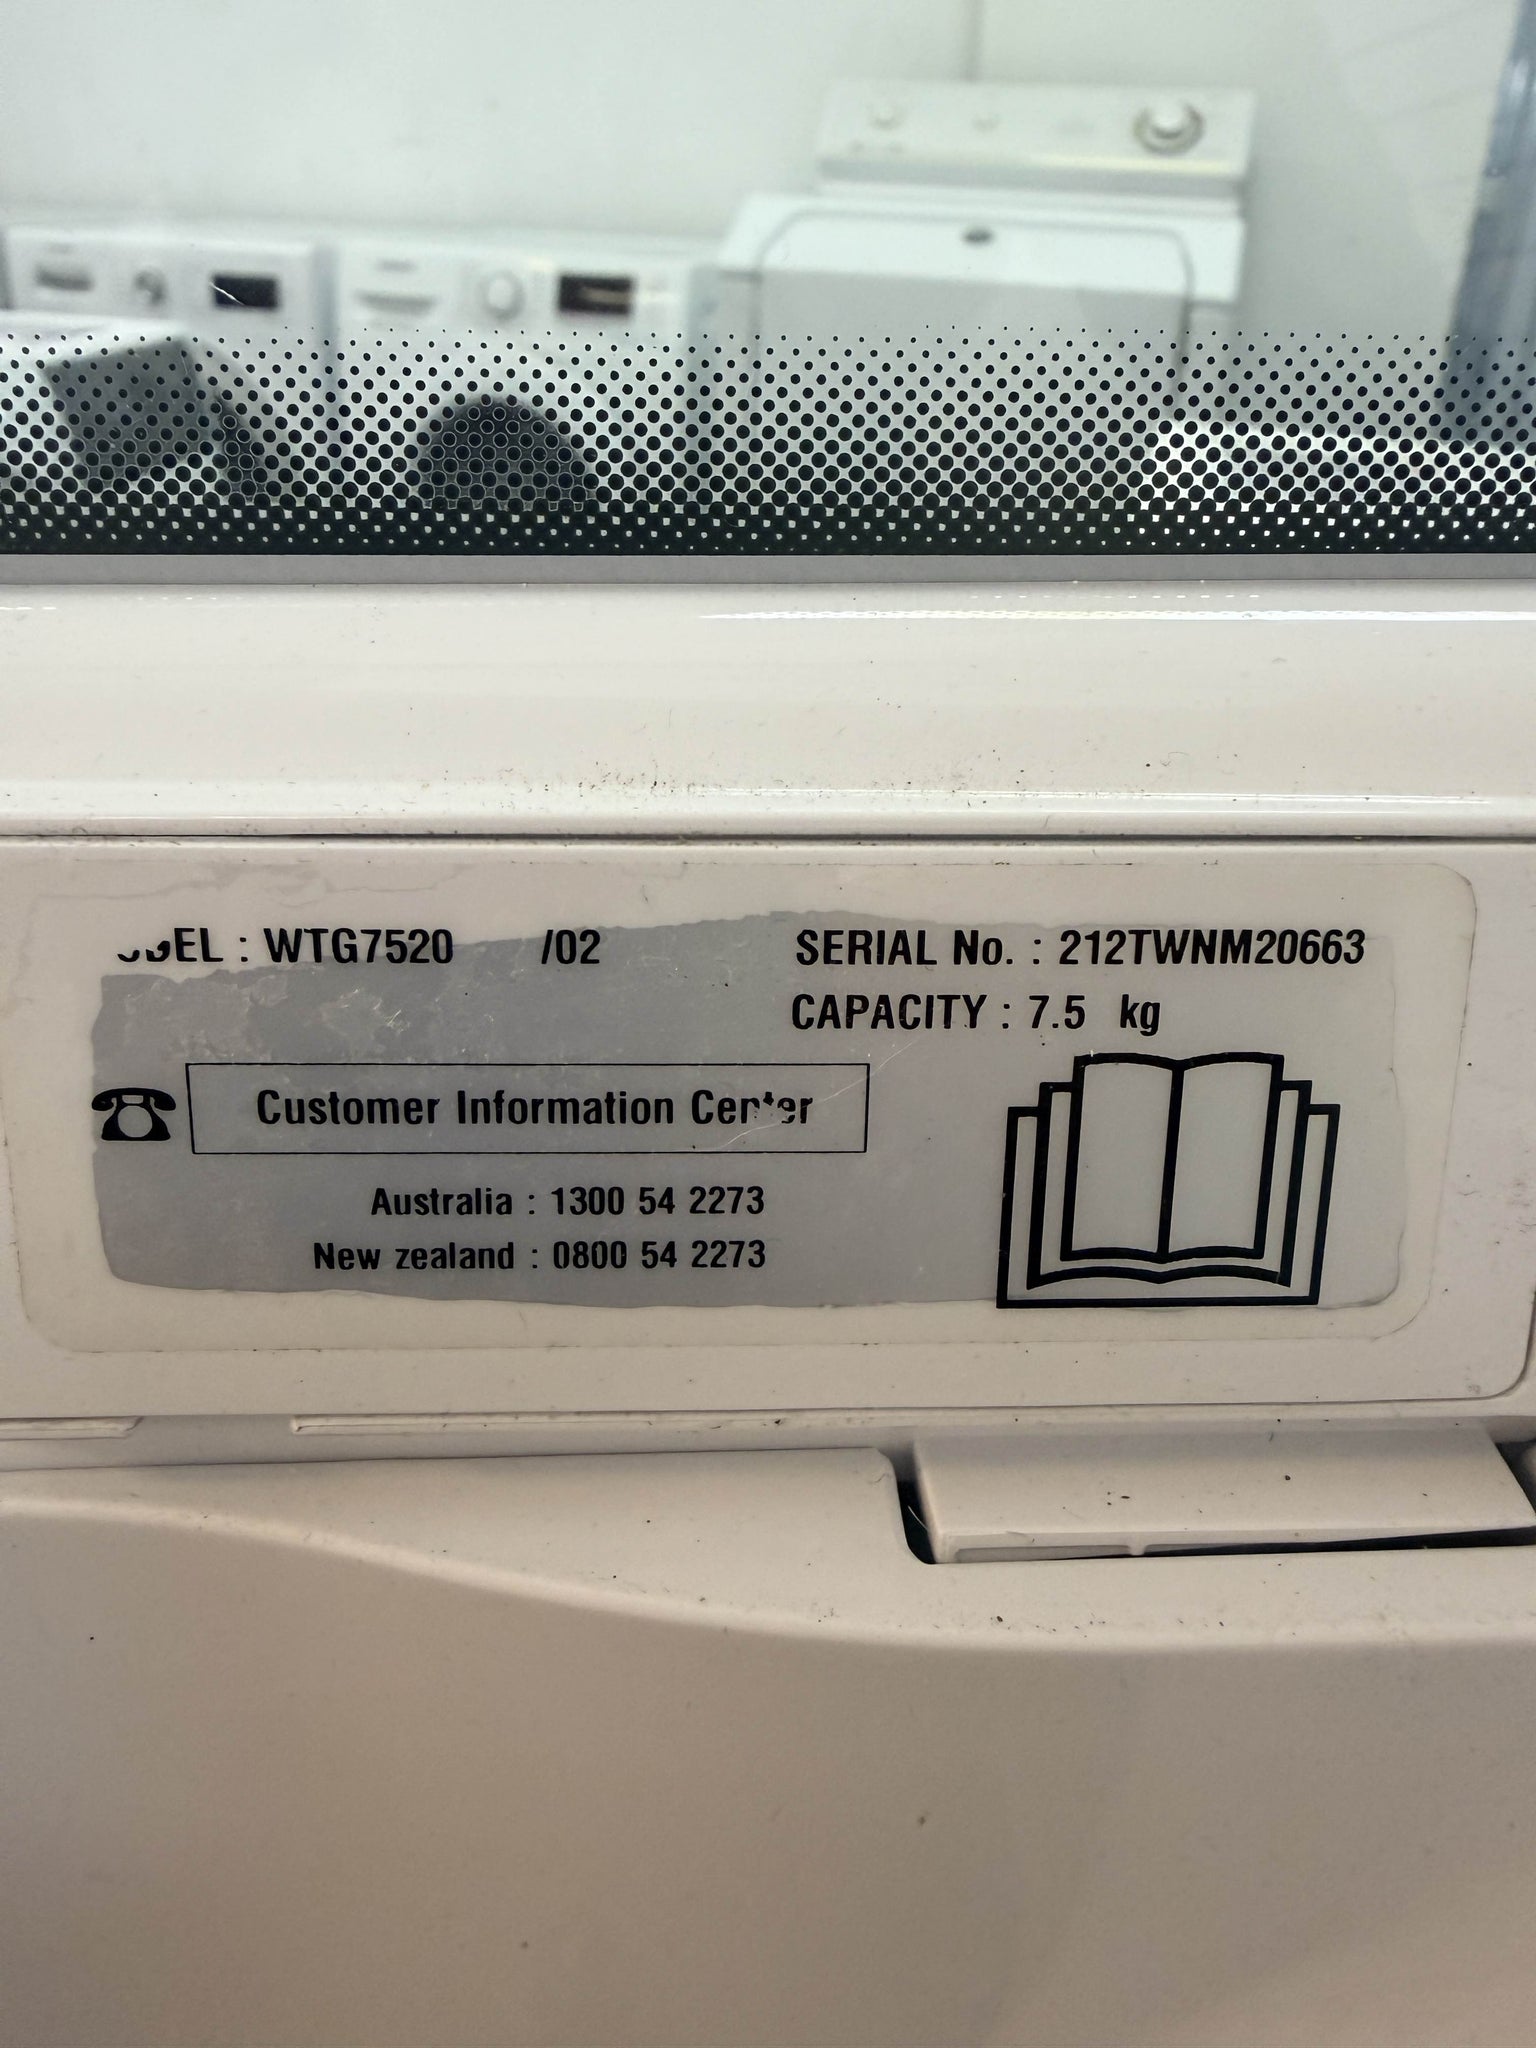 MODEL : WTG7520 /02
SERIAL No. : 212TWNM20663
CAPACITY : 7.5 kg
Customer Information Center
Australia : 1300 54 2273
New zealand : 0800 54 2273